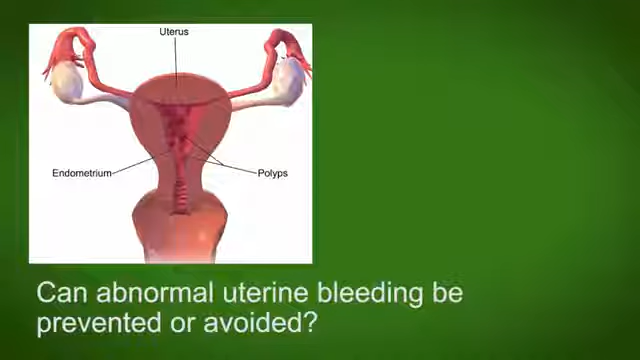 Uterus
Endometrium
Polyps
Can abnormal uterine bleeding be
prevented or avoided?